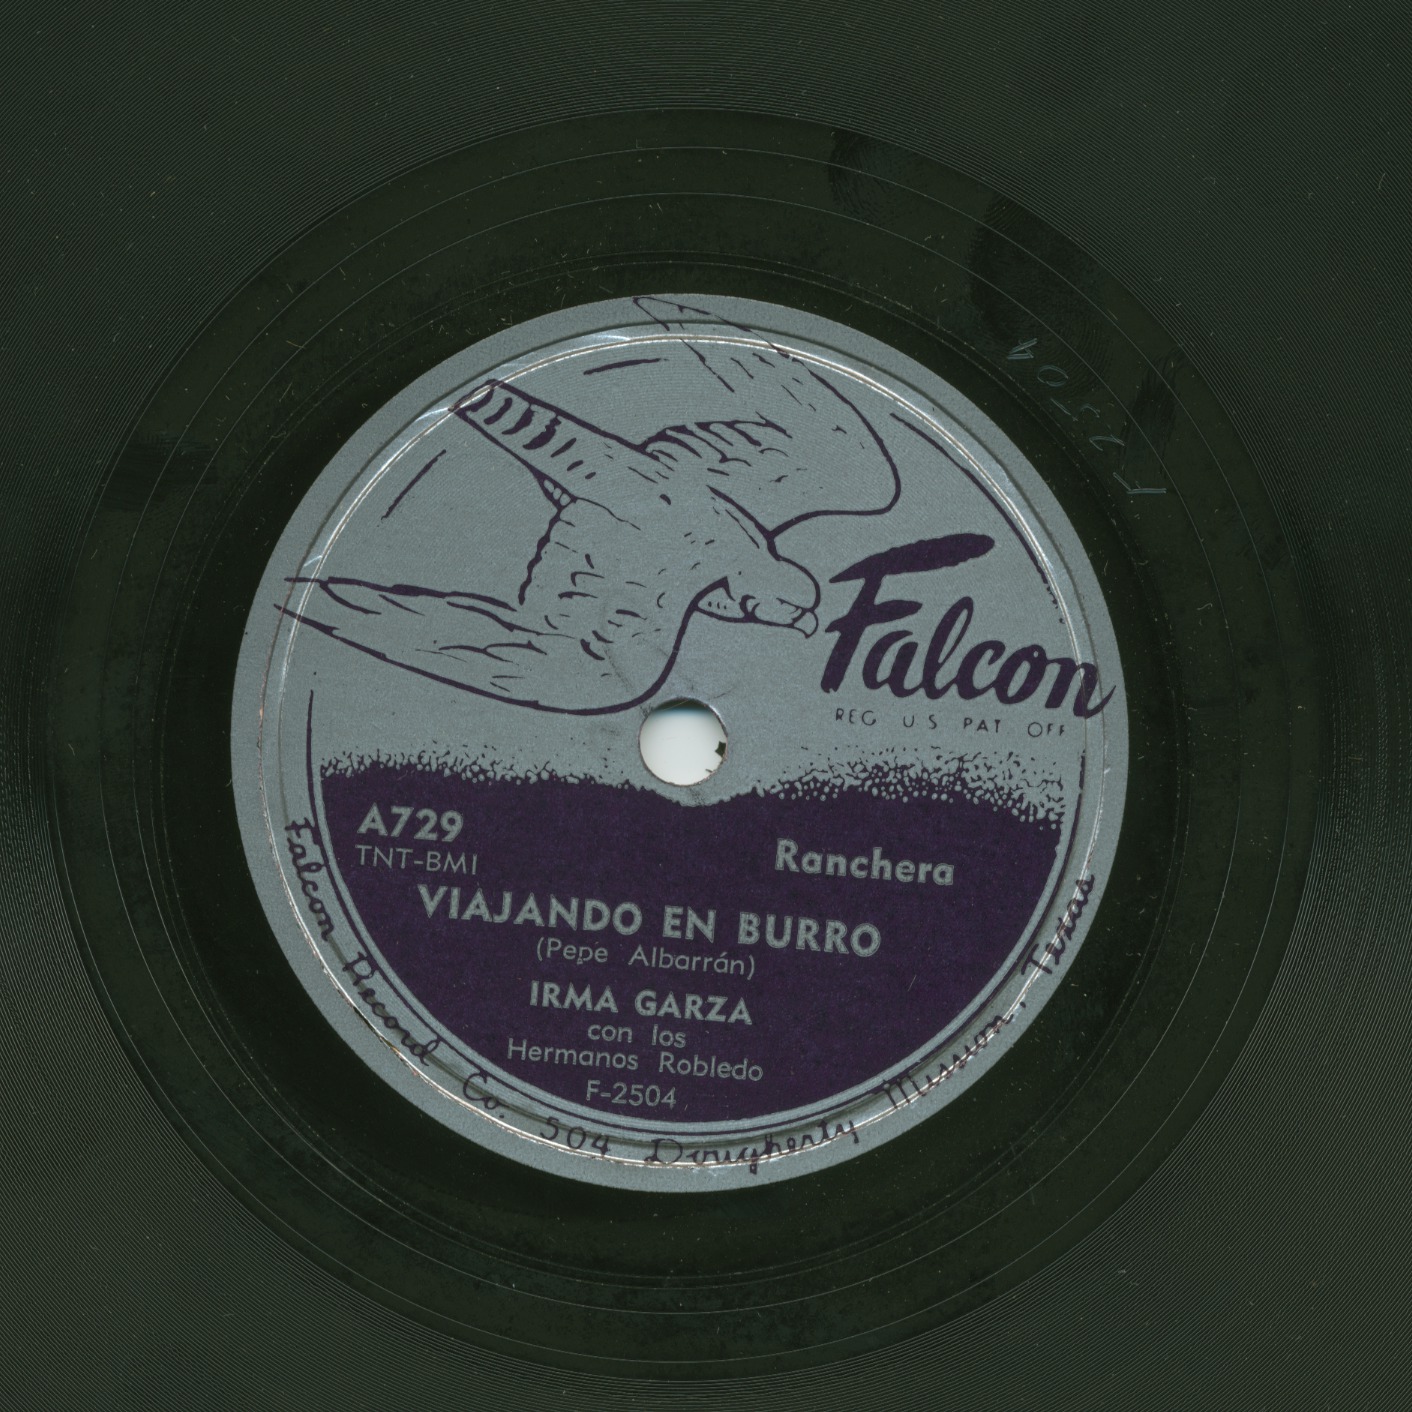 Falcon
REG U S PAT OFF
A729
Ranchera
TNT-BMI
VIAJANDO EN BURRO
(Pepe Albarrán)
IRMA GARZA
con los
Hermanos Robledo
F-2504
Falcon Record Co. 504 Dougherty Mission, Texas
F2504